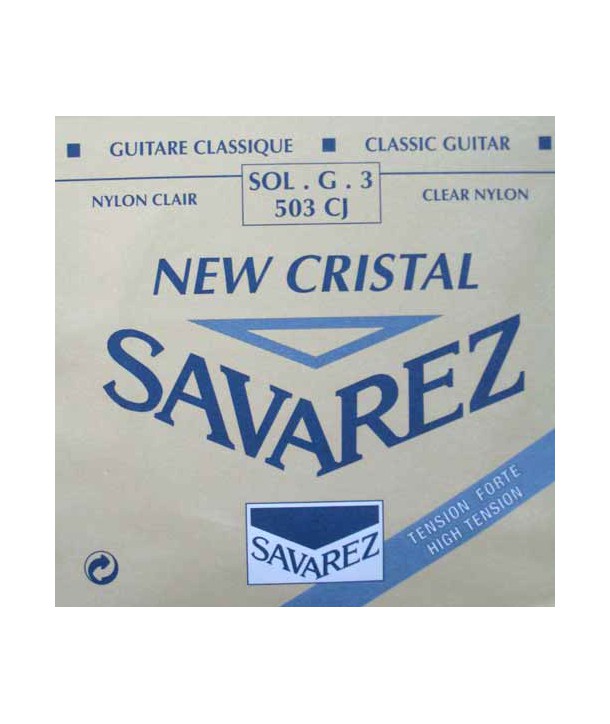 GUITARE CLASSIQUE ■ CLASSIC GUITAR
SOL . G . 3
503 CJ
NYLON CLAIR
CLEAR NYLON
NEW CRISTAL
SAVAREZ
TENSION FORTE
HIGH TENSION
SAVAREZ